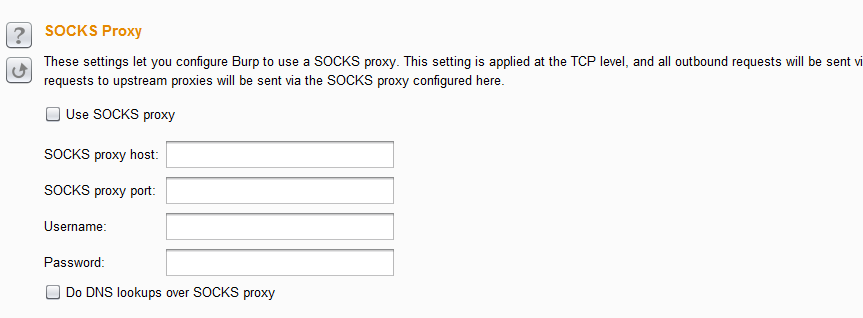 SOCKS Proxy
?
These settings let you configure Burp to use a SOCKS proxy. This setting is applied at the TCP level, and all outbound requests will be sent vi
requests to upstream proxies will be sent via the SOCKS proxy configured here.
Use SOCKS proxy
SOCKS proxy host:
SOCKS proxy port:
Username:
Password:
Do DNS lookups over SOCKS proxy